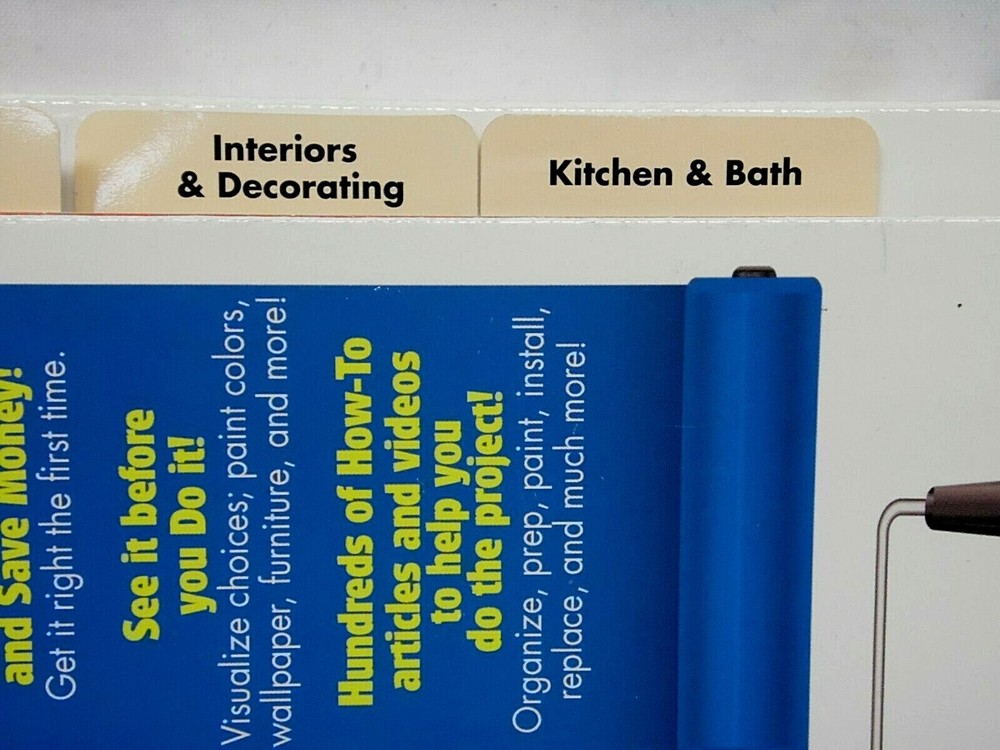 Interiors
& Decorating
Kitchen & Bath
and Save Money!
Get it right the first time.
See it before
you Do it!
Visualize choices; paint colors,
wallpaper, furniture, and more!
Hundreds of How-To
articles and videos
to help you
do the project!
Organize, prep, paint, install,
replace, and much more!